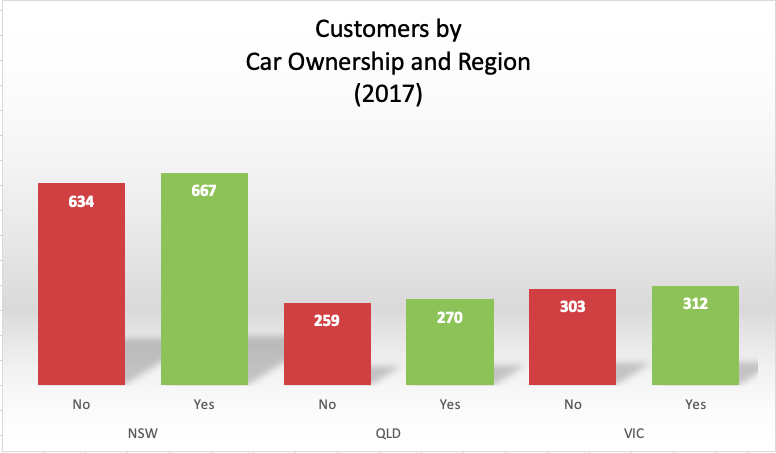 Customers by
Car Ownership and Region
(2017)
634
667
259
270
303
312
No
Yes
No
Yes
No
Yes
NSW
QLD
VIC